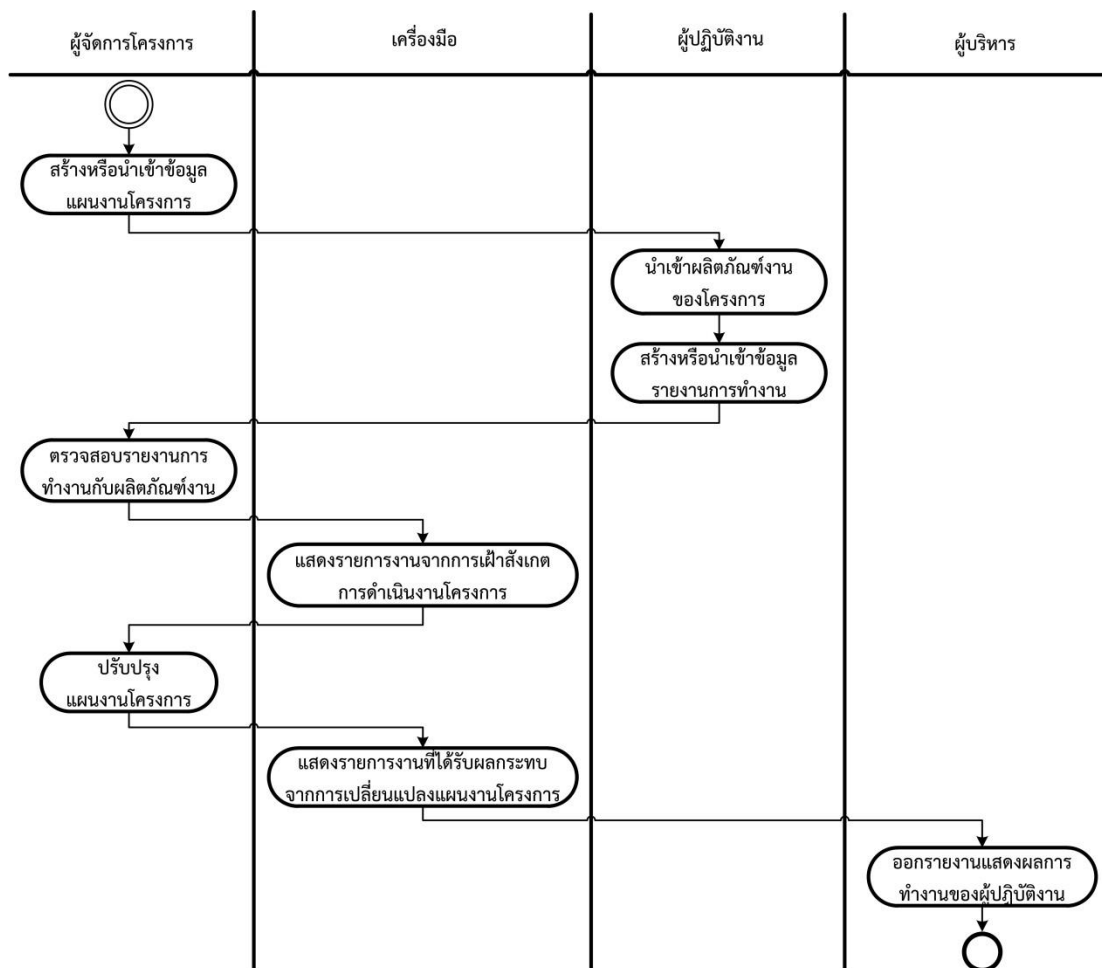 ผู้จัดการโครงการ
เครื่องมือ
ผู้ปฏิบัติงาน
ผู้บริหาร
สร้างหรือนำเข้าข้อมูล
แผนงานโครงการ
นำเข้าผลิตภัณฑ์งาน
ของโครงการ
สร้างหรือนำเข้าข้อมูล
รายงานการทำงาน
ตรวจสอบรายงานการ
ทำงานกับผลิตภัณฑ์งาน
แสดงรายการงานจากการเฝ้าสังเกต
การดำเนินงานโครงการ
ปรับปรุง
แผนงานโครงการ
แสดงรายการงานที่ได้รับผลกระทบ
จากการเปลี่ยนแปลงแผนงานโครงการ
ออกรายงานแสดงผลการ
ทำงานของผู้ปฏิบัติงาน